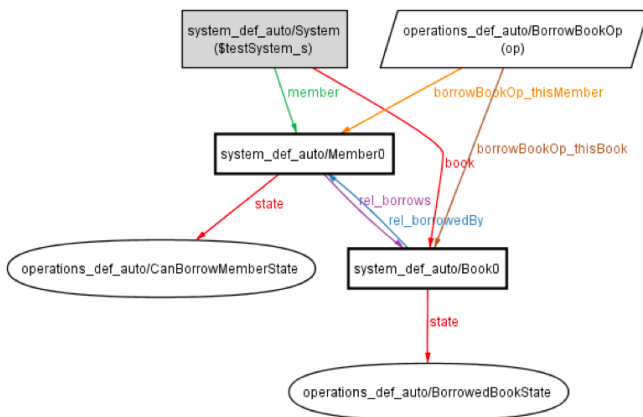 system_def_auto/System
($testSystem_s)
operations_def_auto/BorrowBookOp
(op)
member
borrowBookOp_thisMember
system_def_auto/Member0
book
borrowBookOp_thisBook
state
rel_borrows
rel_borrowedBy
operations_def_auto/CanBorrowMemberState
system_def_auto/Book0
state
operations_def_auto/BorrowedBookState